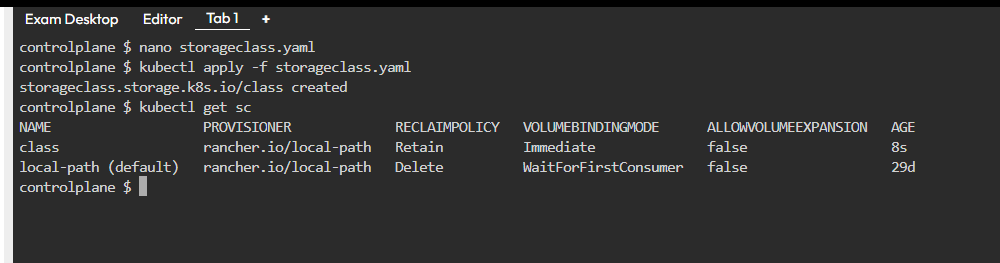 Exam Desktop Editor Tab 1 +
controlplane $ nano storageclass.yaml
controlplane $ kubectl apply -f storageclass.yaml
storageclass.storage.k8s.io/class created
controlplane $ kubectl get sc
NAME PROVISIONER RECLAIMPOLICY VOLUMEBINDINGMODE ALLOWVOLUMEEXPANSION AGE
class rancher.io/local-path Retain Immediate false 8s
local-path (default) rancher.io/local-path Delete WaitForFirstConsumer false 29d
controlplane $